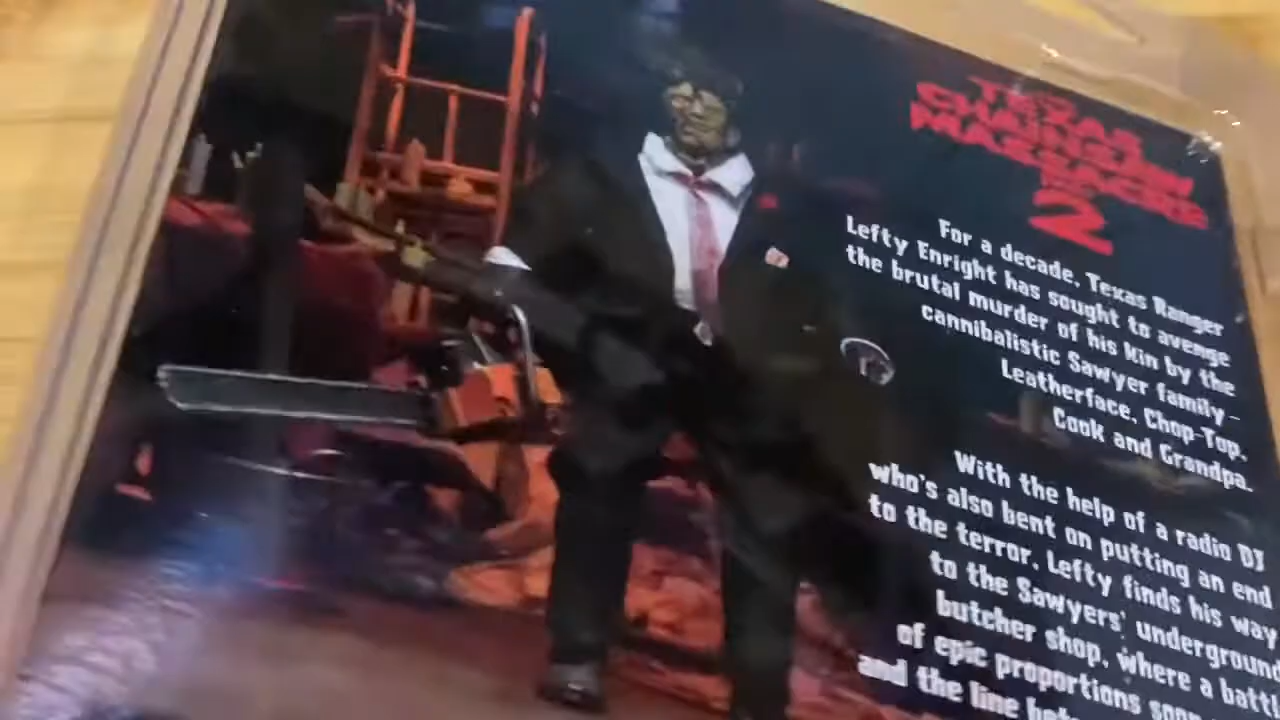 TEXAS
CHAINSAW
MASSACRE
2
For a decade, Texas Ranger
Lefty Enright has sought to avenge
the brutal murder of his kin by the
cannibalistic Sawyer family-
Leatherface, Chop-Top,
Cook and Grandpa.
With the help of a radio DJ
who's also bent on putting an end
to the terror, Lefty finds his way
to the Sawyers' underground
butcher shop, where a battl
of epic proportions
and the line